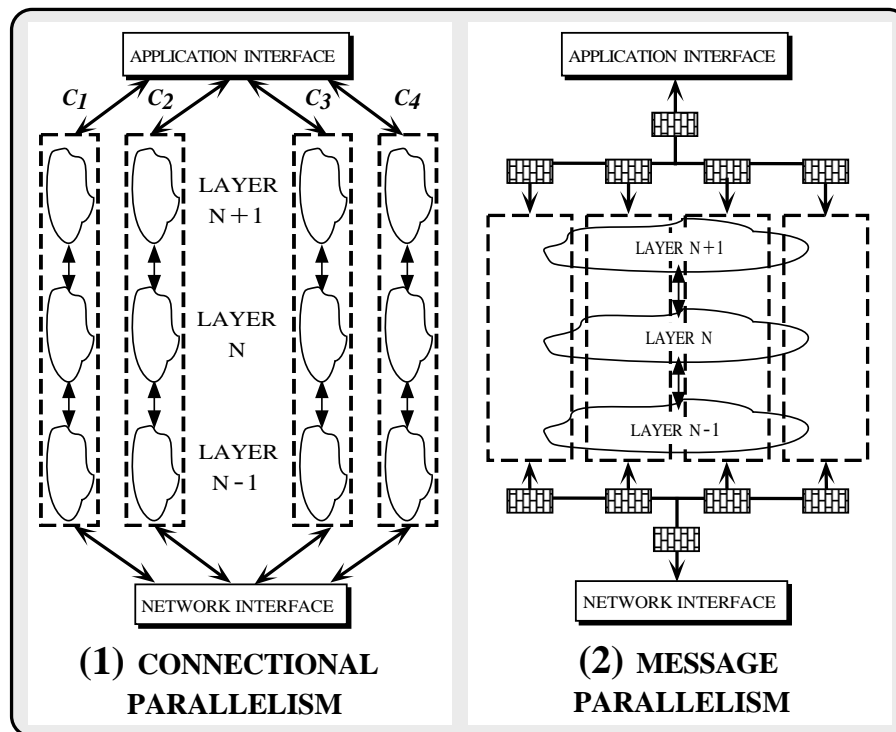 APPLICATION INTERFACE
C1 C2 C3 C4
LAYER
N+1
LAYER
N
LAYER
N-1
NETWORK INTERFACE
(1) CONNECTIONAL
PARALLELISM
APPLICATION INTERFACE
LAYER N+1
LAYER N
LAYER N-1
NETWORK INTERFACE
(2) MESSAGE
PARALLELISM